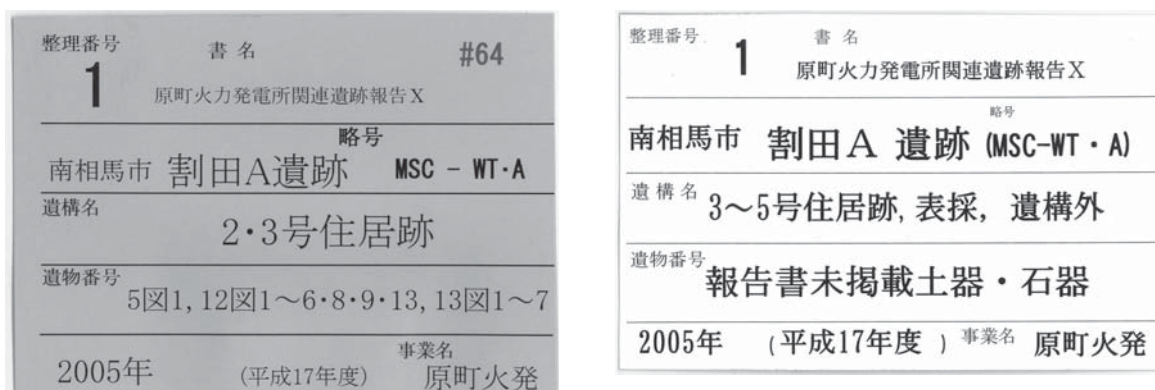 整理番号 書名 #64
1
原町火力発電所関連遺跡報告X
略号
南相馬市 割田A遺跡 MSC - WT・A
遺構名
2・3号住居跡
遺物番号
5図1, 12図1～6・8・9・13, 13図1～7
事業名
2005年 (平成17年度) 原町火発
整理番号 書名
1 原町火力発電所関連遺跡報告X
略号
南相馬市 割田A 遺跡 (MSC-WT・A)
遺構名 3～5号住居跡, 表採, 遺構外
遺物番号 報告書未掲載土器・石器
2005年 (平成17年度) 事業名 原町火発